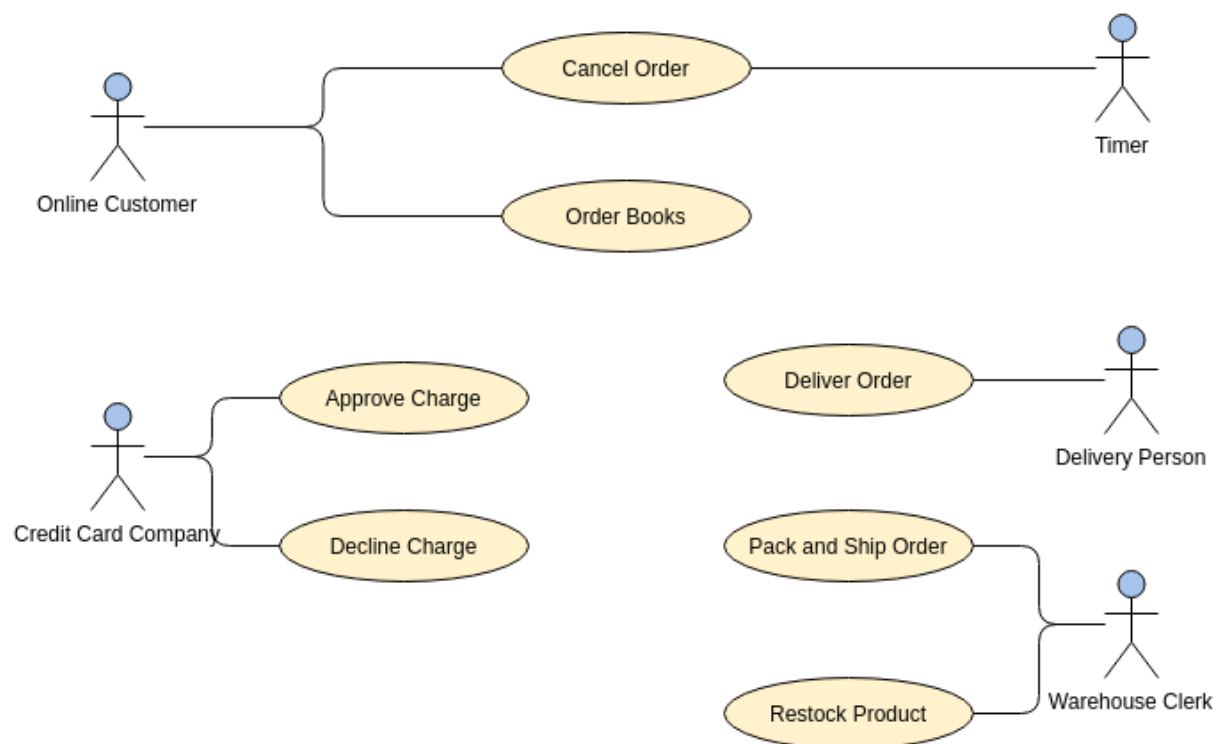 Cancel Order
Timer
Online Customer
Order Books
Approve Charge
Deliver Order
Delivery Person
Credit Card Company
Decline Charge
Pack and Ship Order
Restock Product
Warehouse Clerk